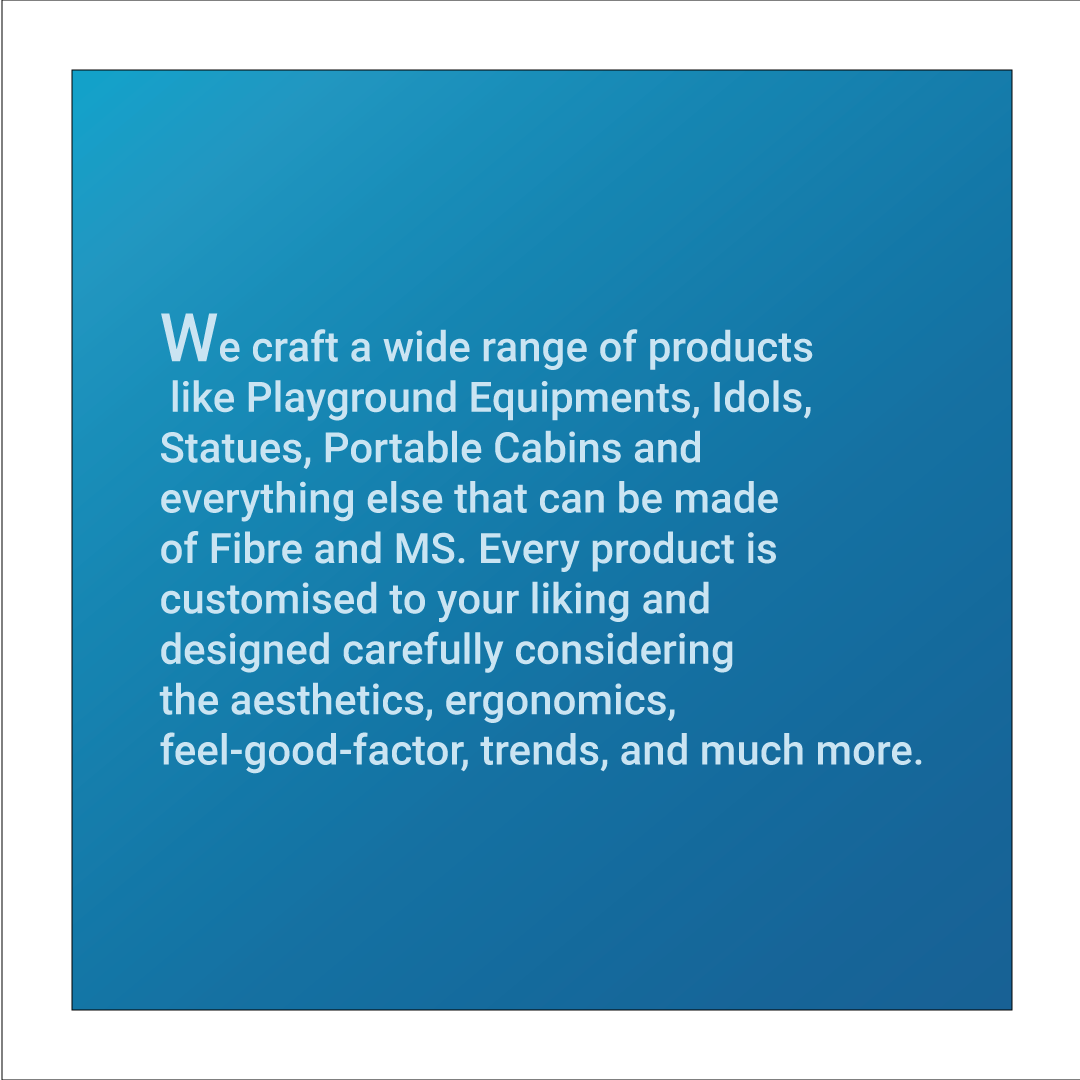 We craft a wide range of products
like Playground Equipments, Idols,
Statues, Portable Cabins and
everything else that can be made
of Fibre and MS. Every product is
customised to your liking and
designed carefully considering
the aesthetics, ergonomics,
feel-good-factor, trends, and much more.